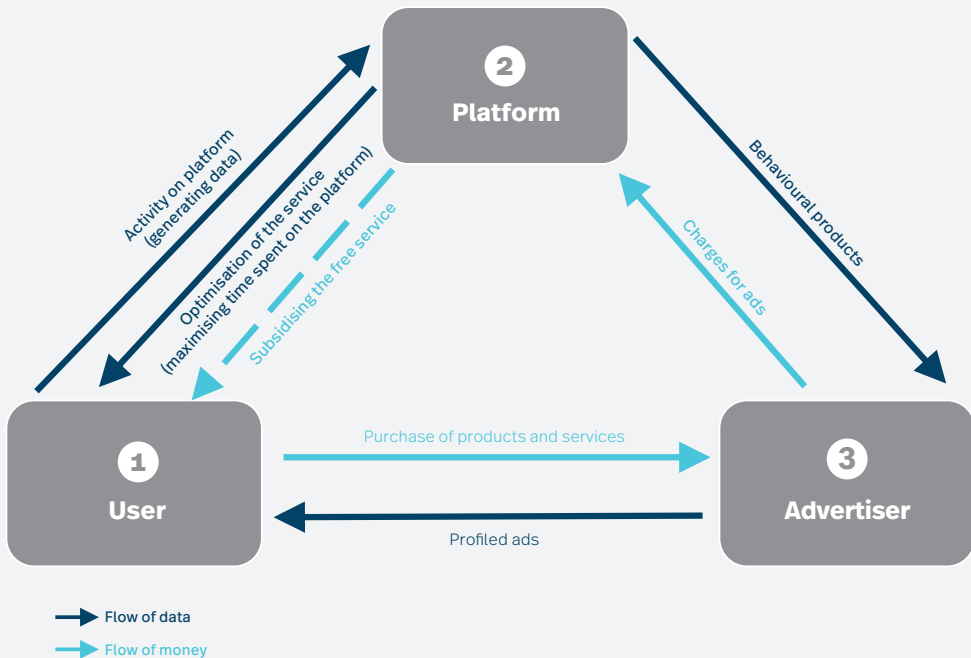 2
Platform
Activity on platform
(generating data)
Optimisation of the service
(maximising time spent on the platform)
Subsidising the free service
Charges for ads
Behavioural products
1
User
Purchase of products and services
Profiled ads
3
Advertiser
Flow of data
Flow of money